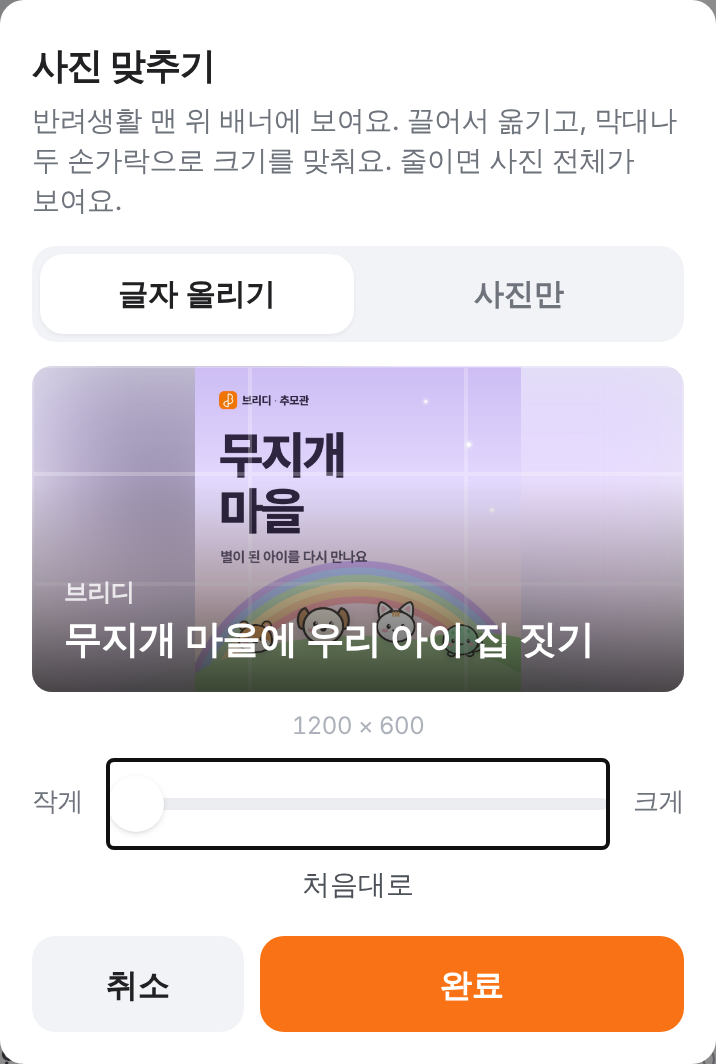 사진 맞추기
반려생활 맨 위 배너에 보여요. 끌어서 옮기고, 막대나
두 손가락으로 크기를 맞춰요. 줄이면 사진 전체가
보여요.
글자 올리기
사진만
브리디 · 추모관
무지개
마을
별이 된 아이를 다시 만나요
브리디
무지개 마을에 우리 아이 집 짓기
1200 × 600
작게
크게
처음대로
취소
완료